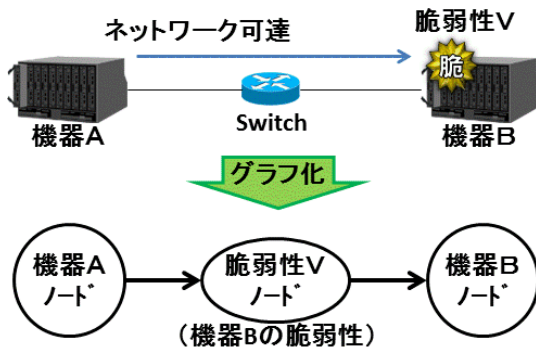 ネットワーク可達
脆弱性V
脆
機器A
Switch
機器B
グラフ化
機器A
ノード
脆弱性V
ノード
機器B
ノード
(機器Bの脆弱性)